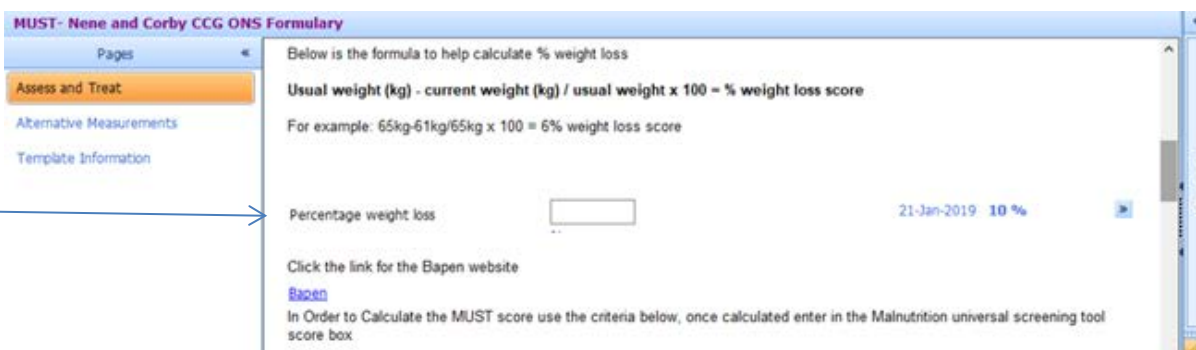 MUST- Nene and Corby CCG ONS Formulary
Pages «
Assess and Treat
Alternative Measurements
Template Information
Below is the formula to help calculate % weight loss
Usual weight (kg) - current weight (kg) / usual weight x 100 = % weight loss score
For example: 65kg-61kg/65kg x 100 = 6% weight loss score
Percentage weight loss 21-Jan-2019 10 % »
Click the link for the Bapen website
Bapen
In Order to Calculate the MUST score use the criteria below, once calculated enter in the Malnutrition universal screening tool
score box